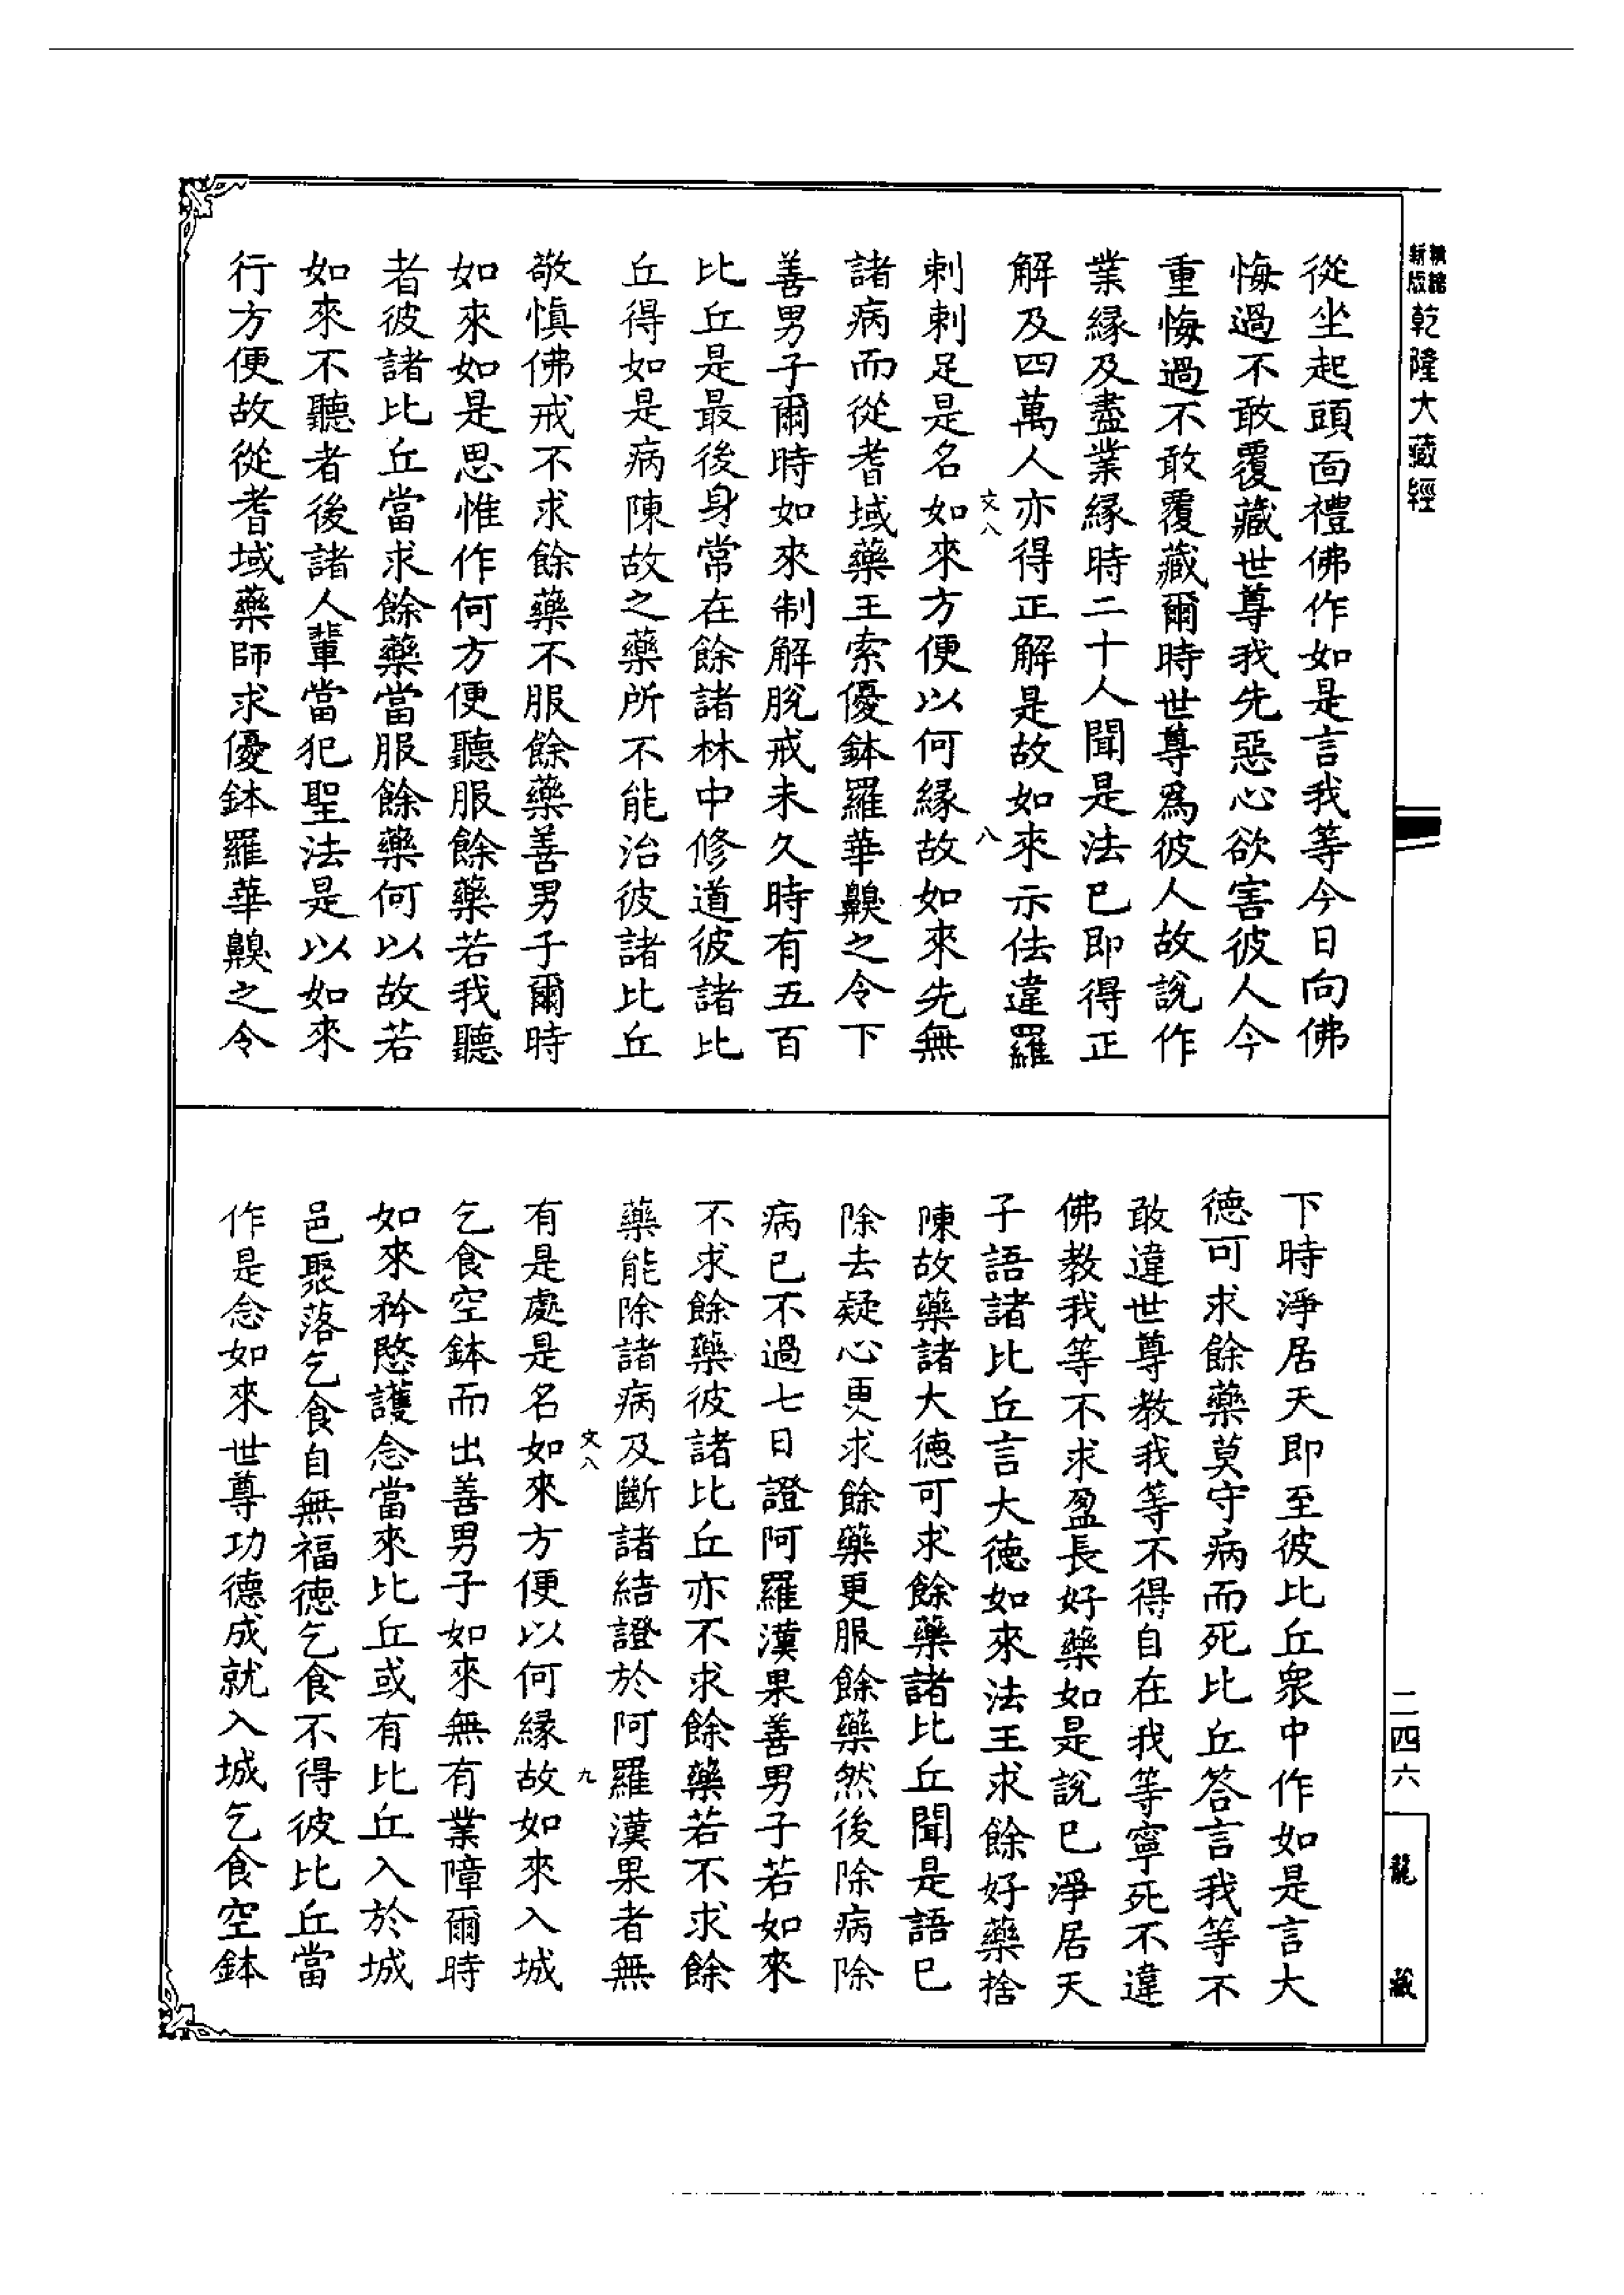 新版精縮乾隆大藏經
從坐起頭面禮佛作如是言我等今日向佛
悔過不敢覆藏世尊我先惡心欲害彼人今
重悔過不敢覆藏爾時世尊爲彼人故說作
業緣及盡業緣時二十人聞是法已即得正
解及四萬人亦得正解是故如來示佉違羅
文八
八
刺刺足是名如來方便以何緣故如來先無
諸病而從耆域藥王索優鉢羅華齅之令下
善男子爾時如來制解脫戒未久時有五百
比丘是最後身常在餘諸林中修道彼諸比
丘得如是病陳故之藥所不能治彼諸比丘
敬慎佛戒不求餘藥不服餘藥善男子爾時
如來如是思惟作何方便聽服餘藥若我聽
者彼諸比丘當求餘藥當服餘藥何以故若
如來不聽者後諸人輩當犯聖法是以如來
行方便故從耆域藥師求優鉢羅華齅之令
下時淨居天即至彼比丘衆中作如是言大
德可求餘藥莫守病而死比丘答言我等不
敢違世尊教我等不得自在我等寧死不違
佛教我等不求盈長好藥如是說已淨居天
子語諸比丘言大德如來法王求餘好藥捨
陳故藥諸大德可求餘藥諸比丘聞是語已
除去疑心更求餘藥更服餘藥然後除病除
病已不過七日證阿羅漢果善男子若如來
不求餘藥彼諸比丘亦不求餘藥若不求餘
藥能除諸病及斷諸結證於阿羅漢果者無
文八
九
有是處是名如來方便以何緣故如來入城
乞食空鉢而出善男子如來無有業障爾時
如來矜愍護念當來比丘或有比丘入於城
邑聚落乞食自無福德乞食不得彼比丘當
作是念如來世尊功德成就入城乞食空鉢
二四六
龍藏